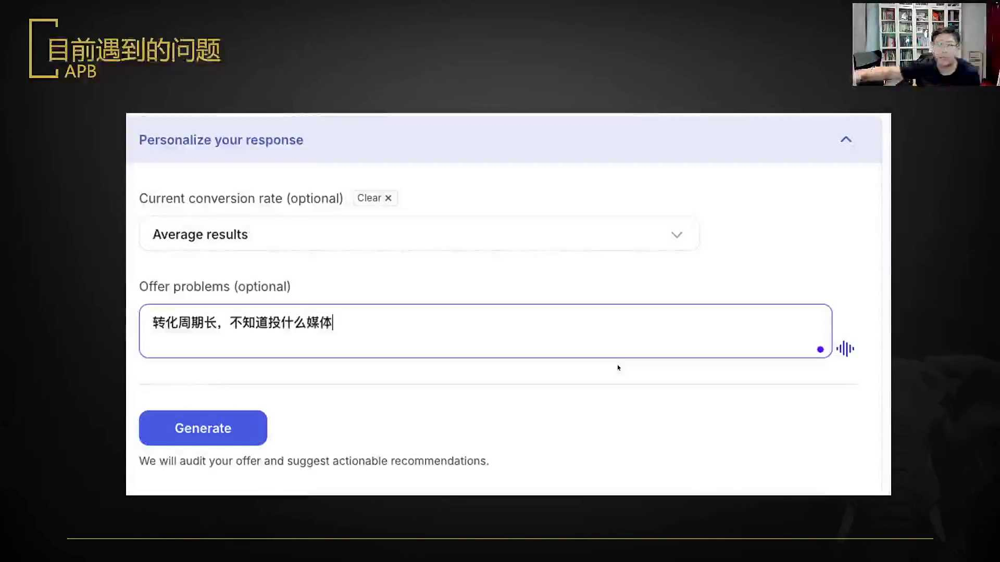 目前遇到的问题
APB
Personalize your response
Current conversion rate (optional)
Clear ×
Average results
Offer problems (optional)
转化周期长，不知道投什么媒体
Generate
We will audit your offer and suggest actionable recommendations.